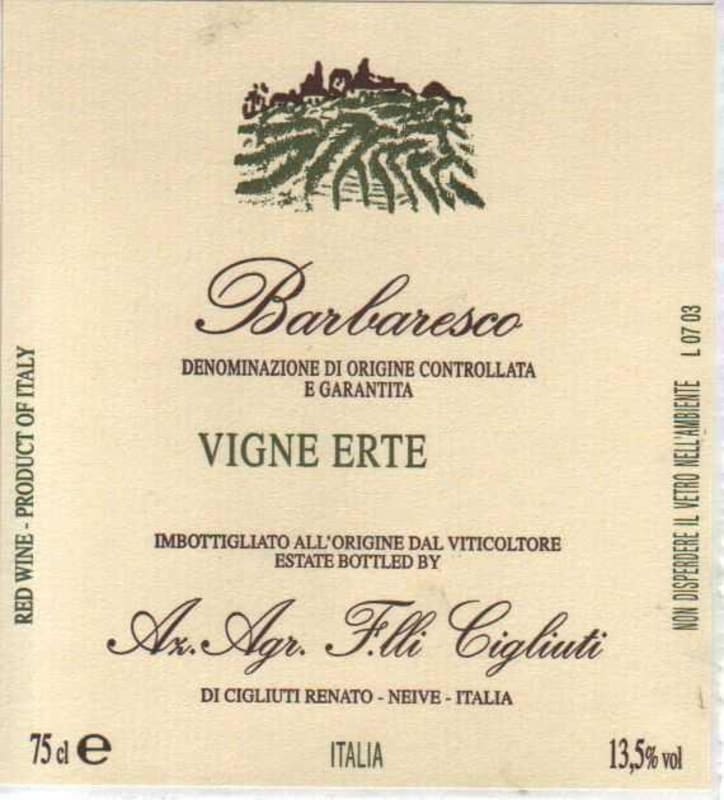 Barbaresco
DENOMINAZIONE DI ORIGINE CONTROLLATA
E GARANTITA
VIGNE ERTE
IMBOTTIGLIATO ALL'ORIGINE DAL VITICOLTORE
ESTATE BOTTLED BY
Az. Agr. F.lli Cigliuti
DI CIGLIUTI RENATO - NEIVE - ITALIA
75 cl e
ITALIA
13,5% vol
RED WINE - PRODUCT OF ITALY
NON DISPERDERE IL VETRO NELL'AMBIENTE L 07 03